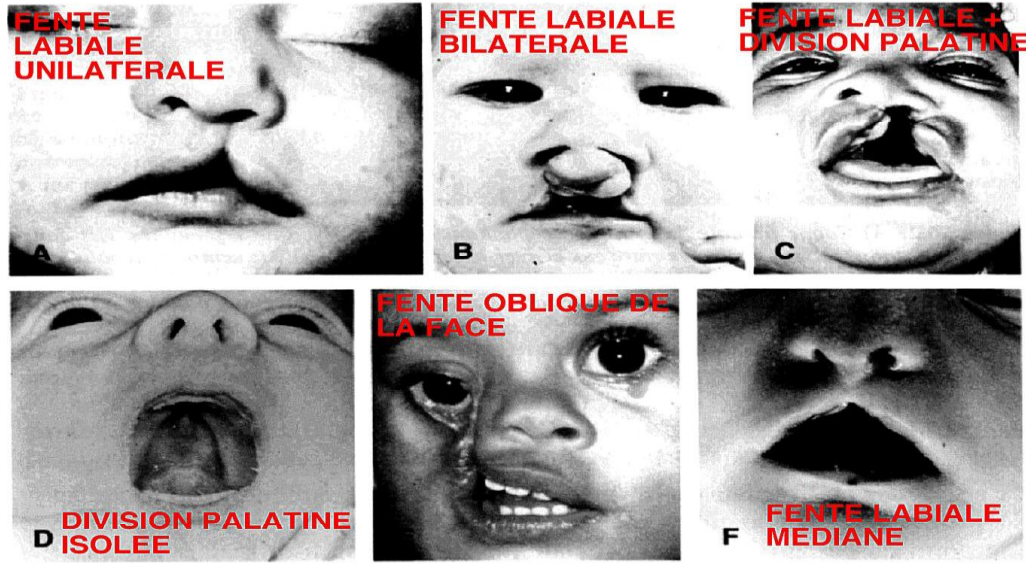 FENTE
LABIALE
UNILATERALE
A
FENTE LABIALE
BILATERALE
B
FENTE LABIALE +
DIVISION PALATINE
C
D
DIVISION PALATINE
ISOLEE
FENTE OBLIQUE DE
LA FACE
F
FENTE LABIALE
MEDIANE